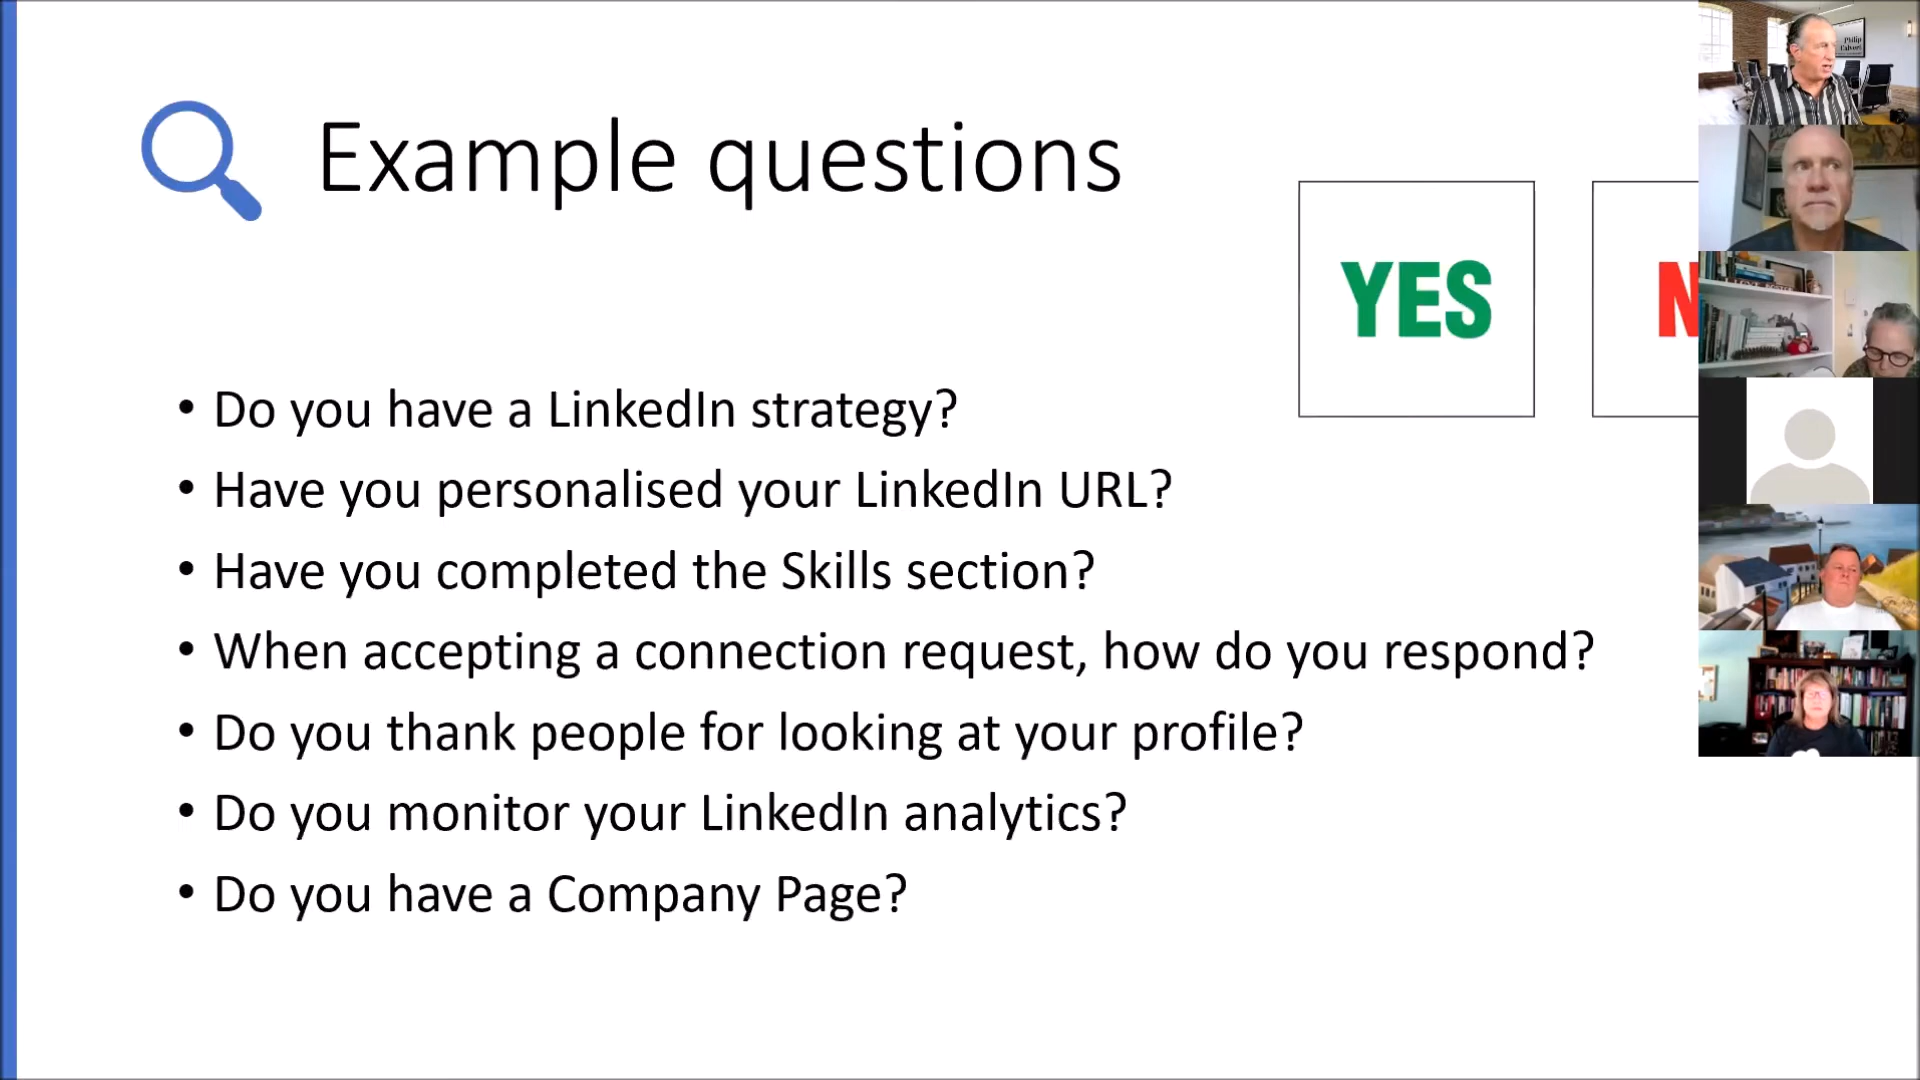 Example questions
YES
N
• Do you have a LinkedIn strategy?
• Have you personalised your LinkedIn URL?
• Have you completed the Skills section?
• When accepting a connection request, how do you respond?
• Do you thank people for looking at your profile?
• Do you monitor your LinkedIn analytics?
• Do you have a Company Page?
Philip
Calvert